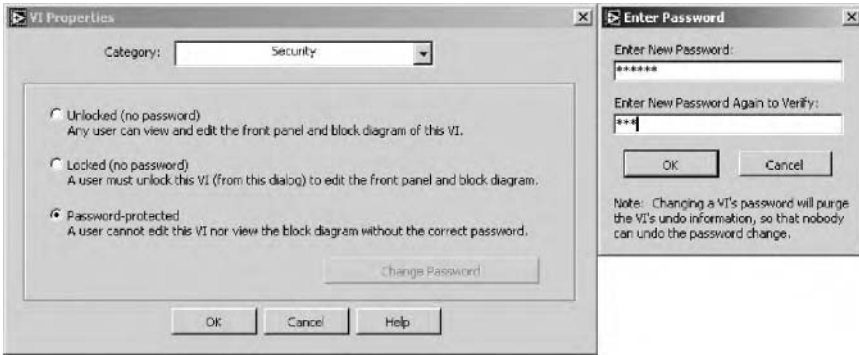 VI Properties
Category: Security
Unlocked (no password)
Any user can view and edit the front panel and block diagram of this VI.
Locked (no password)
A user must unlock this VI (from this dialog) to edit the front panel and block diagram.
Password-protected
A user cannot edit this VI nor view the block diagram without the correct password.
Change Password
OK Cancel Help
Enter Password
Enter New Password:
******
Enter New Password Again to Verify:
***
OK Cancel
Note: Changing a VI's password will purge
the VI's undo information, so that nobody
can undo the password change.